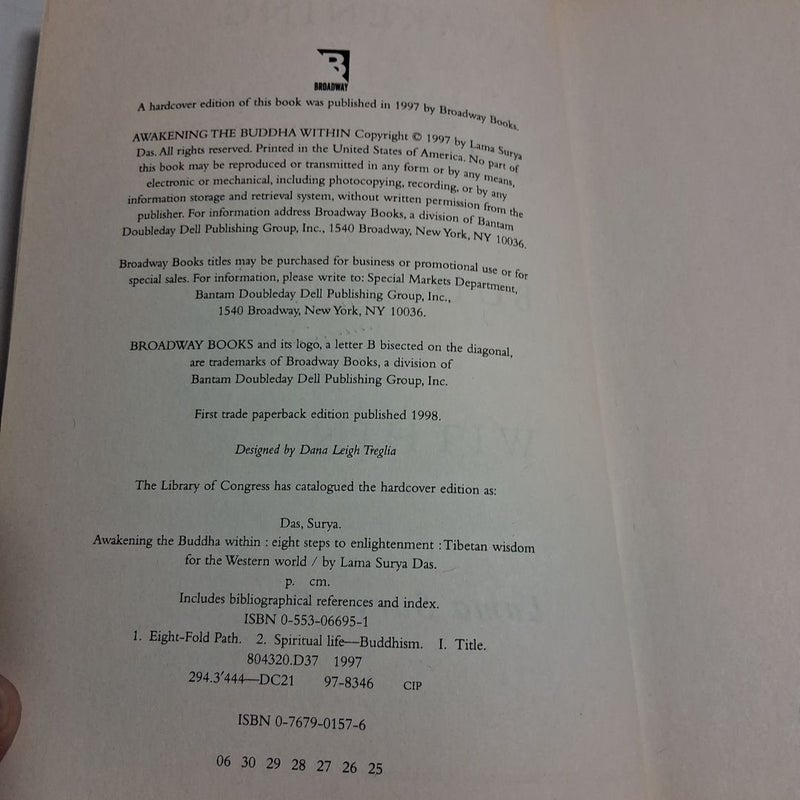 B
BROADWAY
A hardcover edition of this book was published in 1997 by Broadway Books.
AWAKENING THE BUDDHA WITHIN Copyright © 1997 by Lama Surya
Das. All rights reserved. Printed in the United States of America. No part of
this book may be reproduced or transmitted in any form or by any means,
electronic or mechanical, including photocopying, recording, or by any
information storage and retrieval system, without written permission from the
publisher. For information address Broadway Books, a division of Bantam
Doubleday Dell Publishing Group, Inc., 1540 Broadway, New York, NY 10036.
Broadway Books titles may be purchased for business or promotional use or for
special sales. For information, please write to: Special Markets Department,
Bantam Doubleday Dell Publishing Group, Inc.,
1540 Broadway, New York, NY 10036.
BROADWAY BOOKS and its logo, a letter B bisected on the diagonal,
are trademarks of Broadway Books, a division of
Bantam Doubleday Dell Publishing Group, Inc.
First trade paperback edition published 1998.
Designed by Dana Leigh Treglia
The Library of Congress has catalogued the hardcover edition as:
Das, Surya.
Awakening the Buddha within : eight steps to enlightenment : Tibetan wisdom
for the Western world / by Lama Surya Das.
p. cm.
Includes bibliographical references and index.
ISBN 0-553-06695-1
1. Eight-Fold Path. 2. Spiritual life—Buddhism. I. Title.
804320.D37 1997
294.3′444—DC21 97-8346 CIP
ISBN 0-7679-0157-6
06 30 29 28 27 26 25